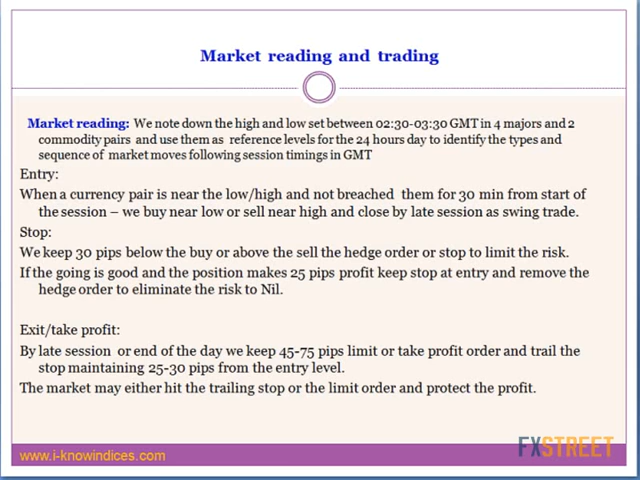 Market reading and trading
Market reading: We note down the high and low set between 02:30-03:30 GMT in 4 majors and 2
commodity pairs and use them as reference levels for the 24 hours day to identify the types and
sequence of market moves following session timings in GMT
Entry:
When a currency pair is near the low/high and not breached them for 30 min from start of
the session – we buy near low or sell near high and close by late session as swing trade.
Stop:
We keep 30 pips below the buy or above the sell the hedge order or stop to limit the risk.
If the going is good and the position makes 25 pips profit keep stop at entry and remove the
hedge order to eliminate the risk to Nil.
Exit/take profit:
By late session or end of the day we keep 45-75 pips limit or take profit order and trail the
stop maintaining 25-30 pips from the entry level.
The market may either hit the trailing stop or the limit order and protect the profit.
FXSTREET
www.i-knowindices.com